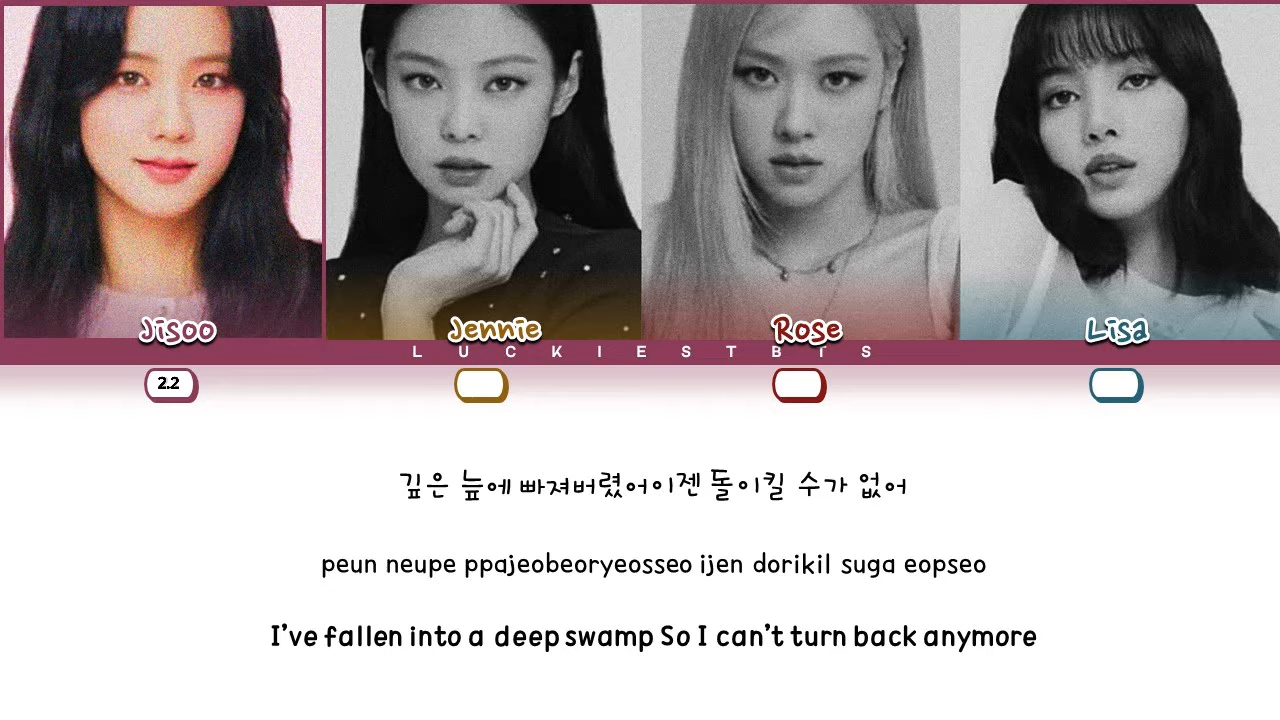 Jisoo Jennie Rose Lisa
LUCKIESTBTS
2.2
깊은 늪에 빠져버렸어이젠 돌이킬 수가 없어
peun neupe ppajeobeoryeosseo ijen dorikil suga eopseo
I've fallen into a deep swamp So I can't turn back anymore